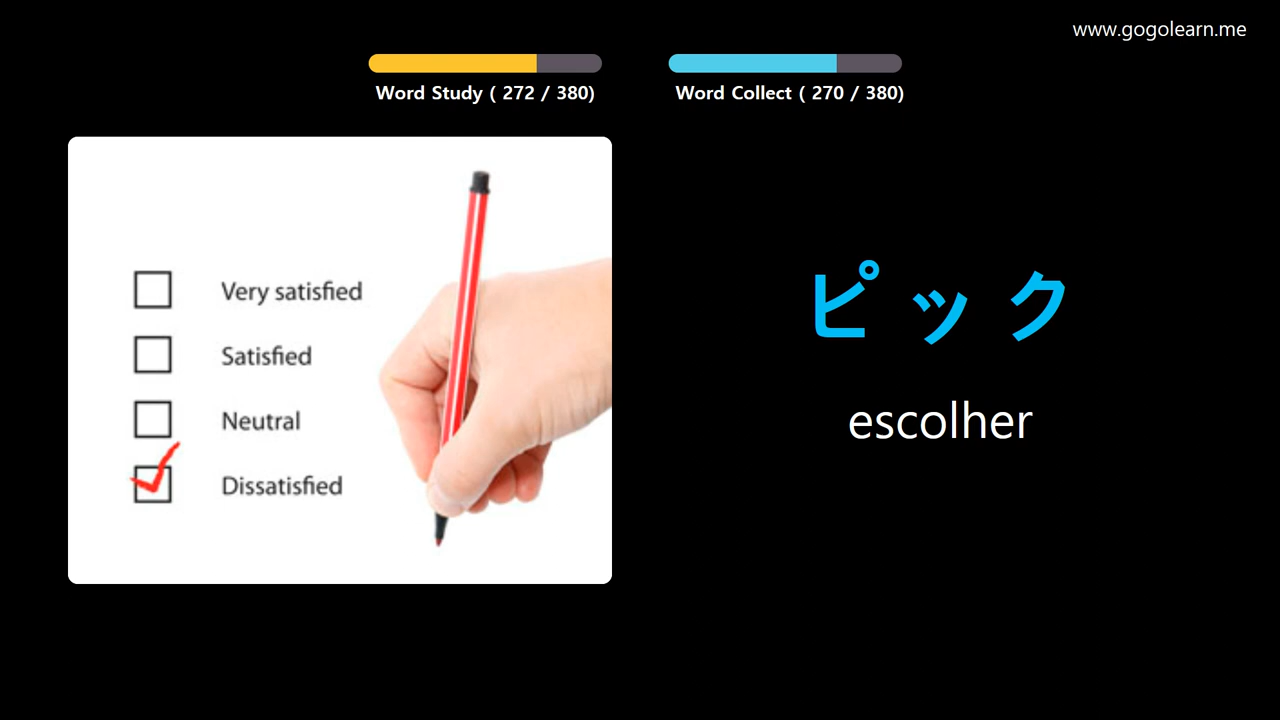 www.gogolearn.me
Word Study ( 272 / 380)
Word Collect ( 270 / 380)
Very satisfied
Satisfied
Neutral
Dissatisfied
ピック
escolher